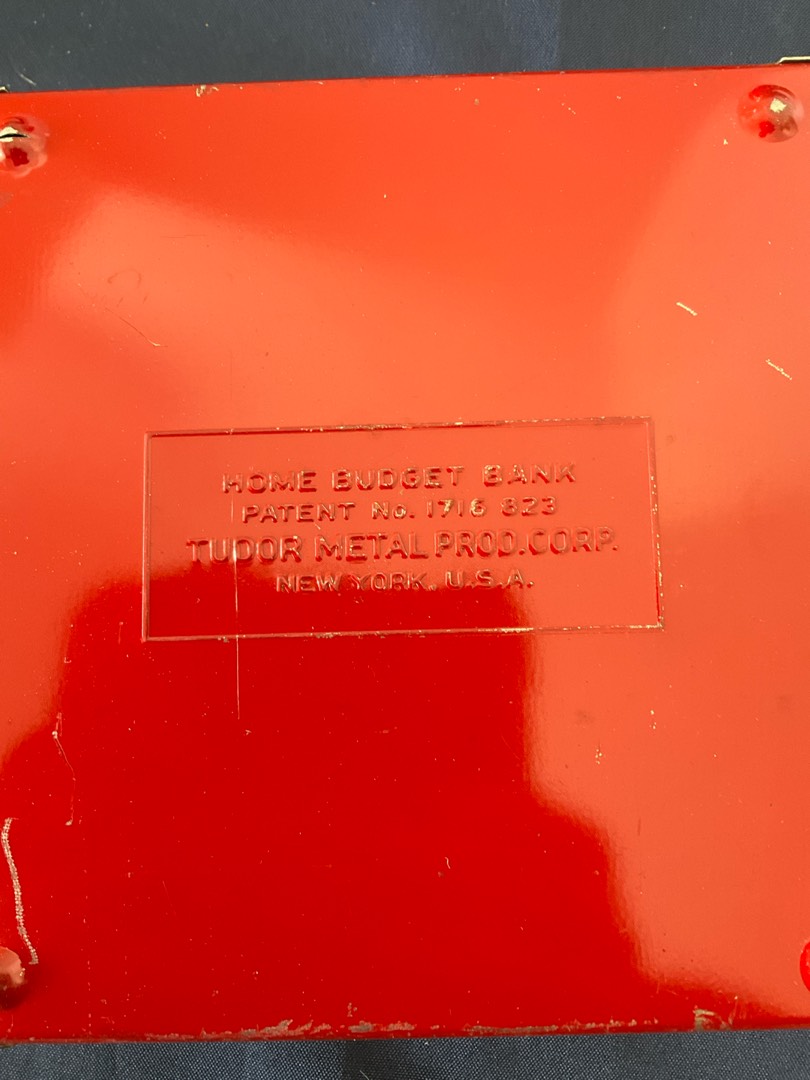 HOME BUDGET BANK
PATENT No. 1716 823
TUDOR METAL PROD.CORP.
NEW YORK, U.S.A.